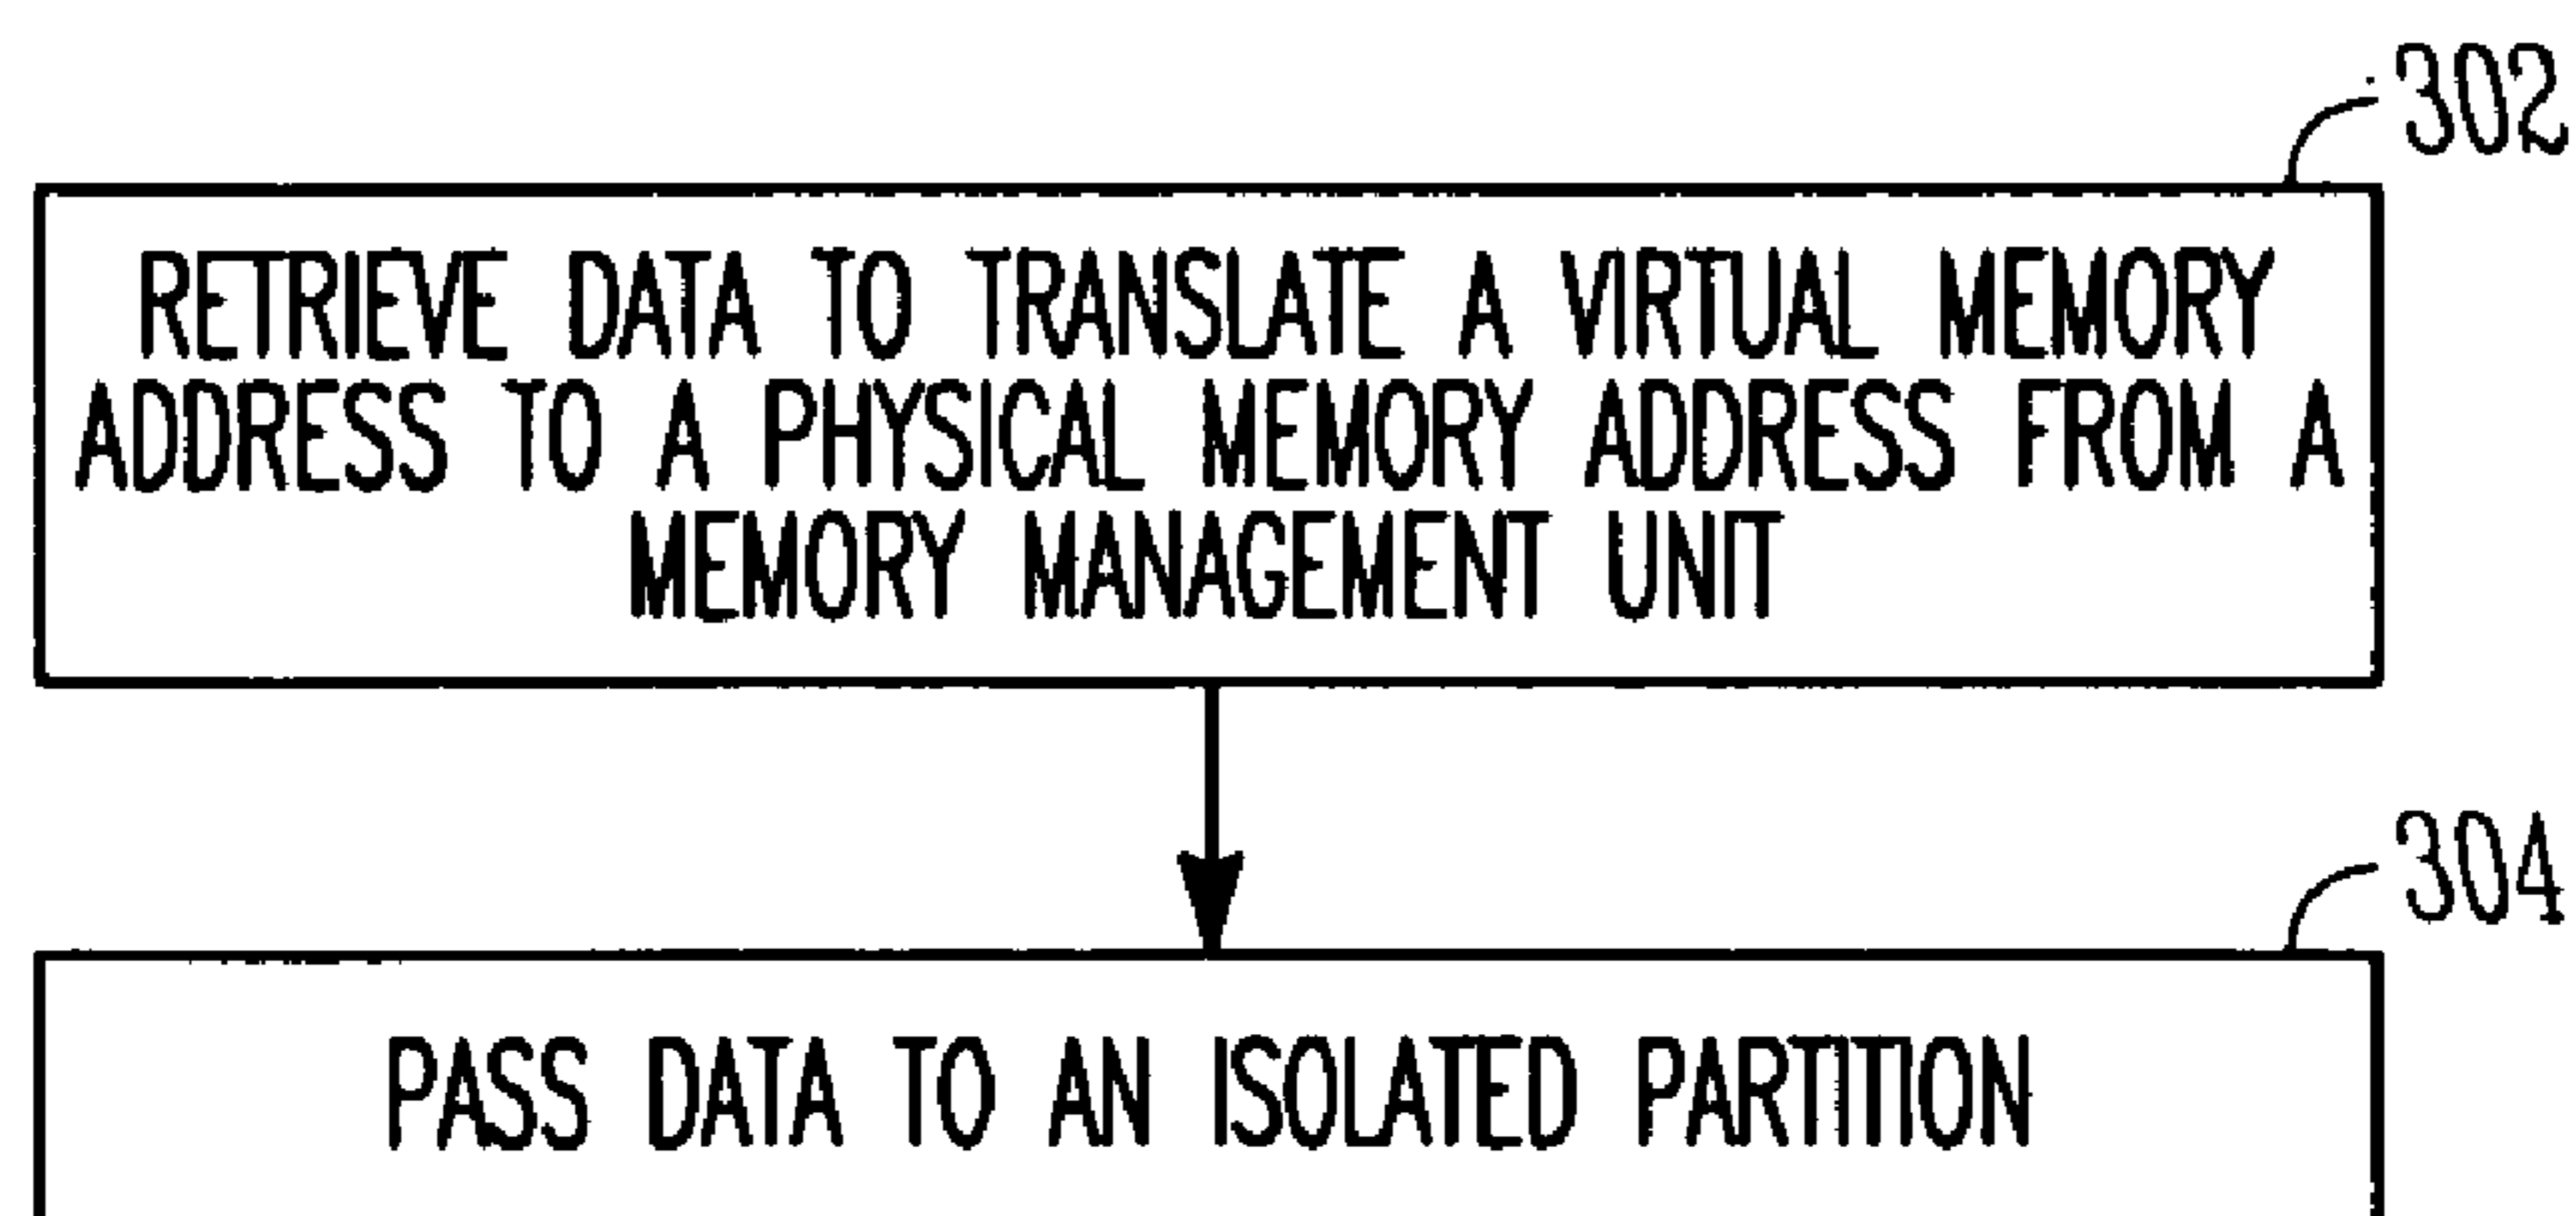 302
RETRIEVE DATA TO TRANSLATE A VIRTUAL MEMORY
ADDRESS TO A PHYSICAL MEMORY ADDRESS FROM A
MEMORY MANAGEMENT UNIT
304
PASS DATA TO AN ISOLATED PARTITION